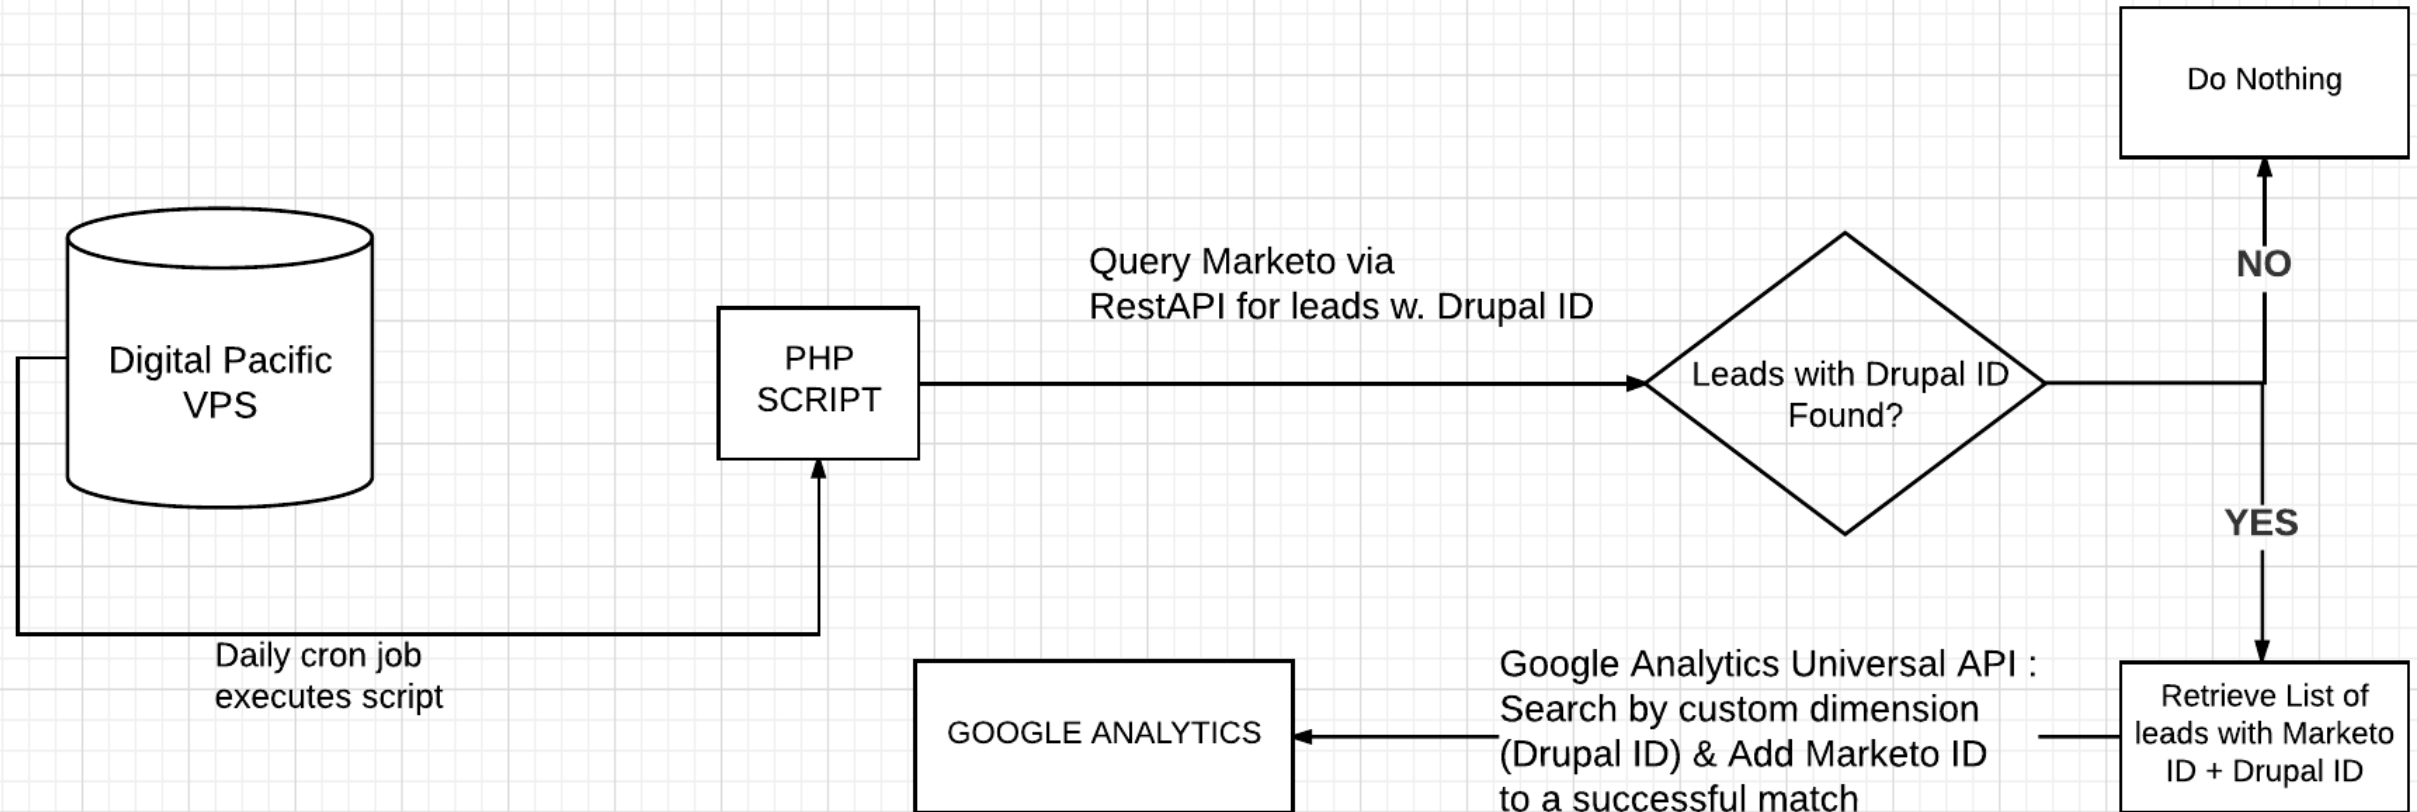 Do Nothing
Query Marketo via
RestAPI for leads w. Drupal ID
NO
Digital Pacific
VPS
PHP
SCRIPT
Leads with Drupal ID
Found?
YES
Daily cron job
executes script
GOOGLE ANALYTICS
Google Analytics Universal API :
Search by custom dimension
(Drupal ID) & Add Marketo ID
to a successful match
Retrieve List of
leads with Marketo
ID + Drupal ID